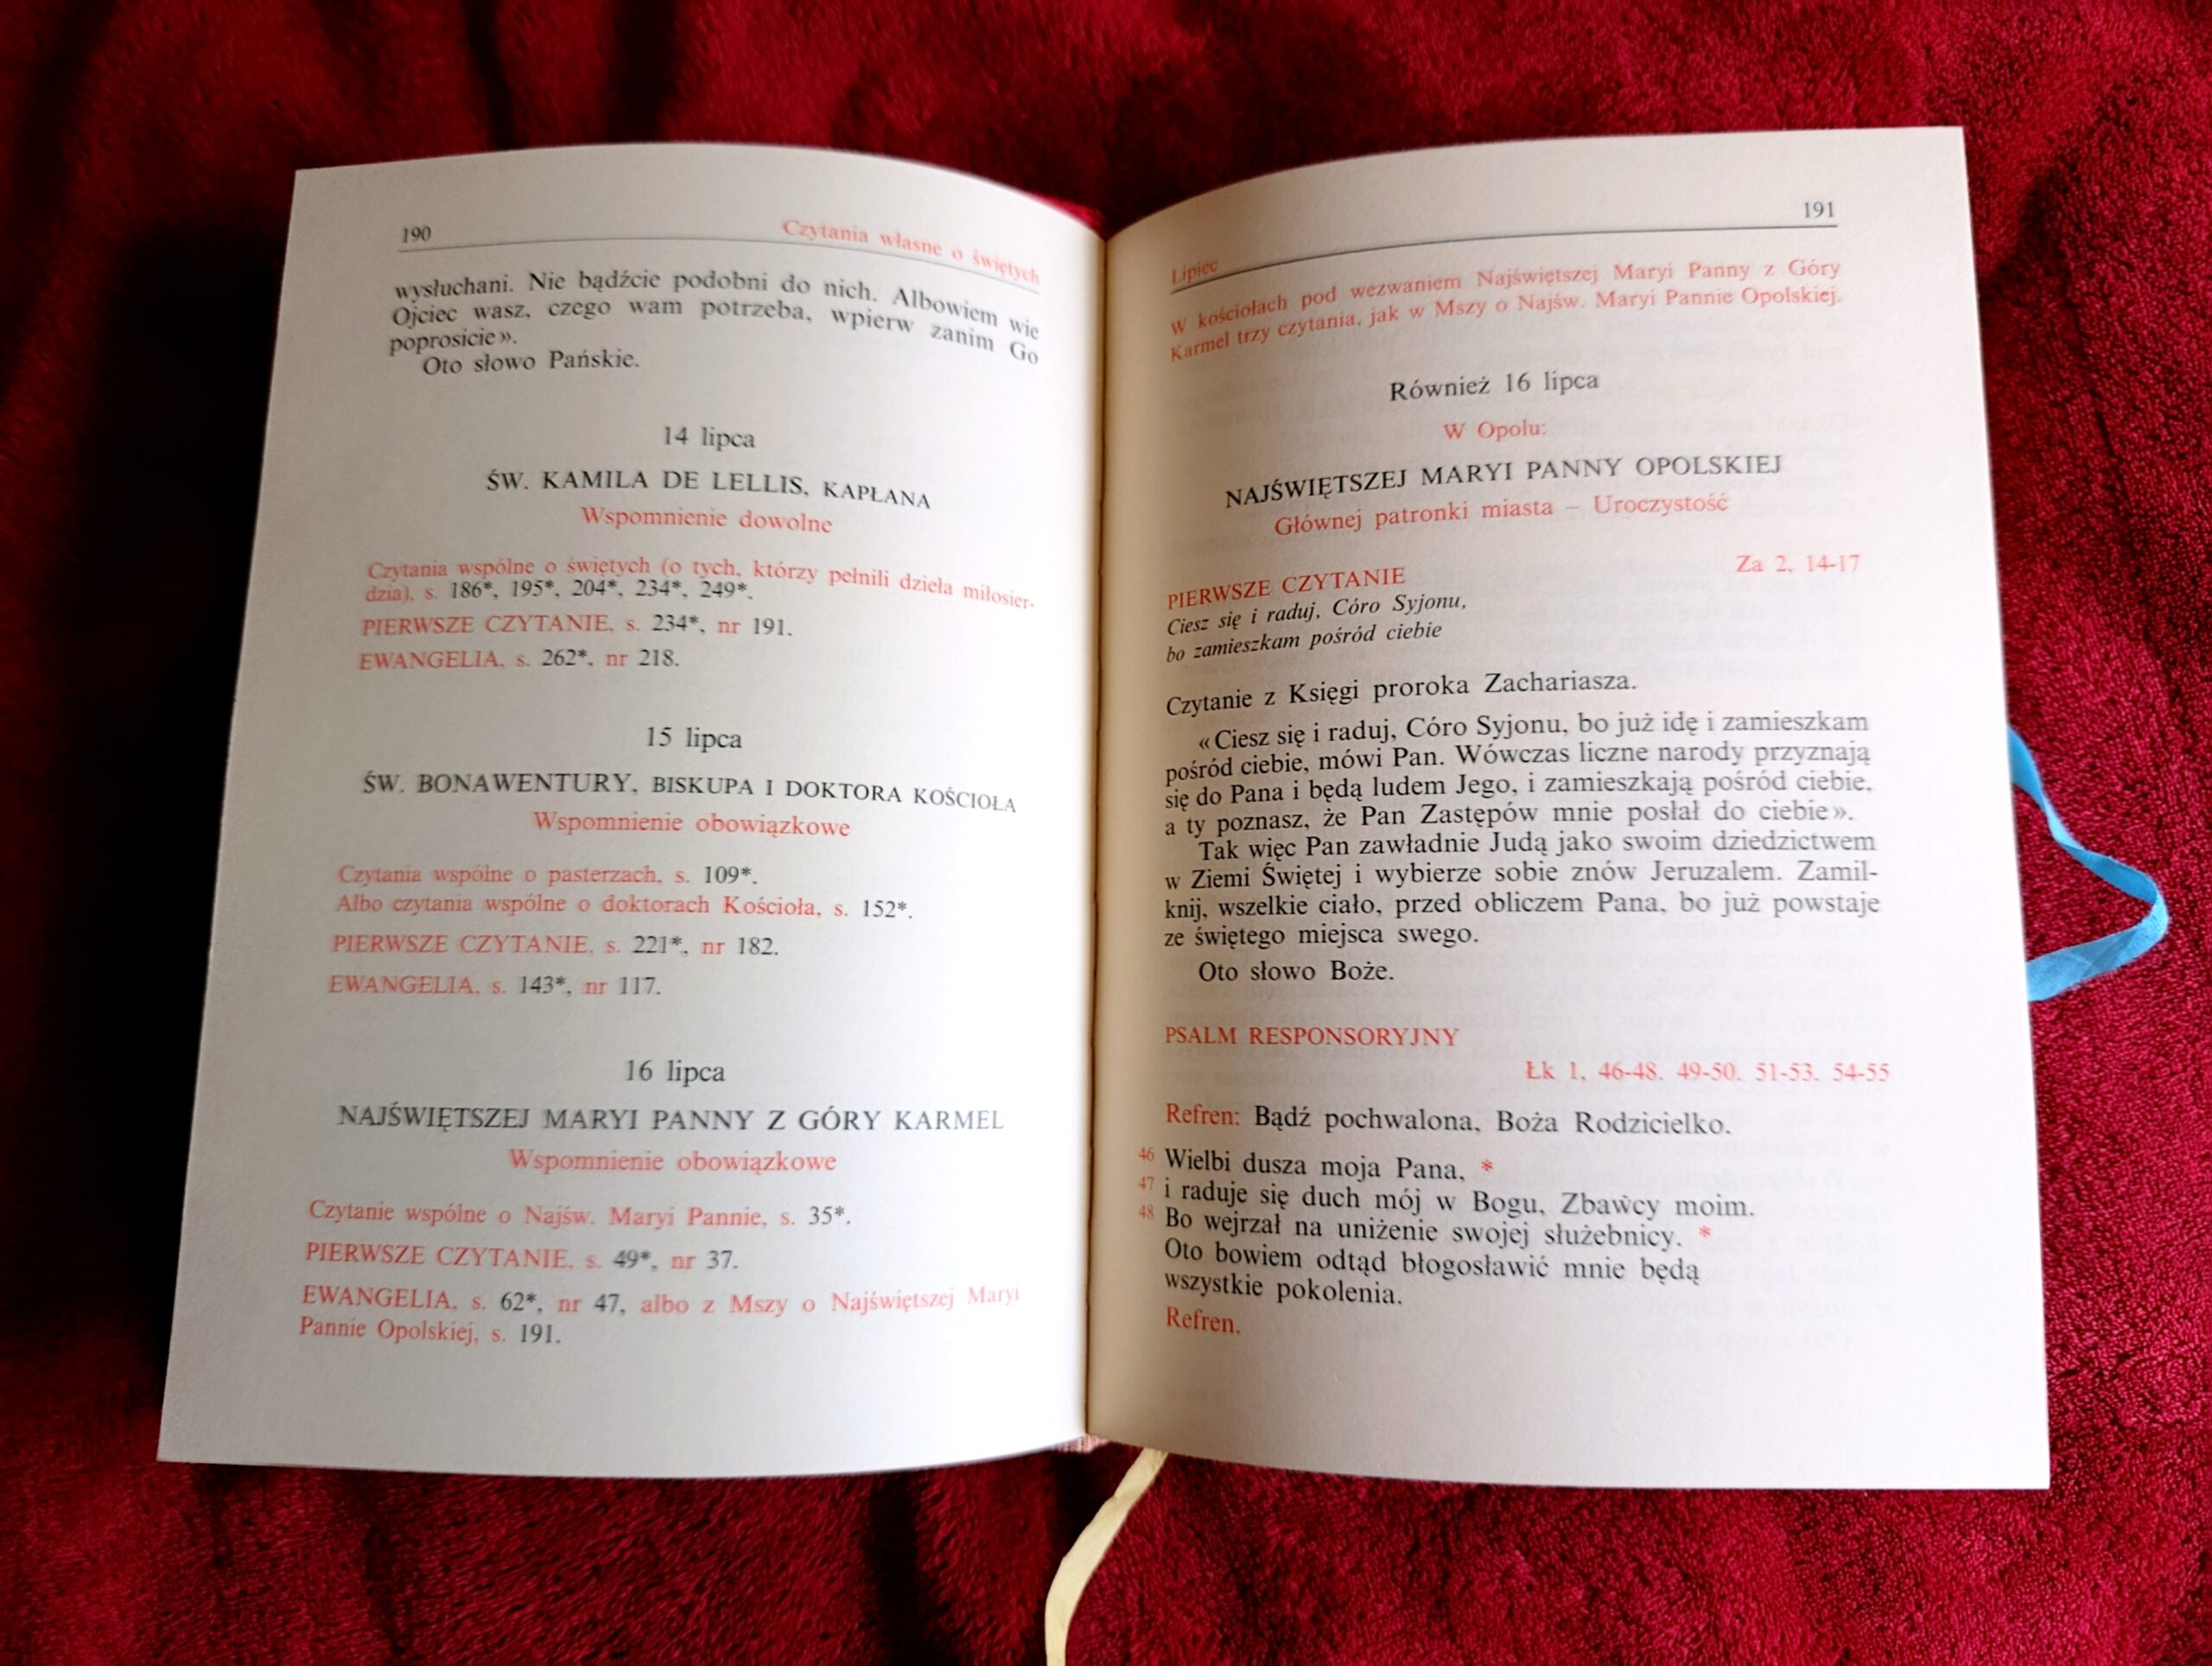 190
Czytania własne o świętych
wysłuchani. Nie bądźcie podobni do nich. Albowiem wie
Ojciec wasz, czego wam potrzeba, wpierw zanim Go
poprosicie».
Oto słowo Pańskie.
14 lipca
ŚW. KAMILA DE LELLIS, KAPŁANA
Wspomnienie dowolne
Czytania wspólne o świętych (o tych, którzy pełnili dzieła miłosier-
dzia), s. 186*, 195*, 204*, 234*, 249*.
PIERWSZE CZYTANIE, s. 234*, nr 191.
EWANGELIA, s. 262*, nr 218.
15 lipca
ŚW. BONAWENTURY, BISKUPA I DOKTORA KOŚCIOŁA
Wspomnienie obowiązkowe
Czytania wspólne o pasterzach, s. 109*.
Albo czytania wspólne o doktorach Kościoła, s. 152*.
PIERWSZE CZYTANIE, s. 221*, nr 182.
EWANGELIA, s. 143*, nr 117.
16 lipca
NAJŚWIĘTSZEJ MARYI PANNY Z GÓRY KARMEL
Wspomnienie obowiązkowe
Czytanie wspólne o Najśw. Maryi Pannie, s. 35*.
PIERWSZE CZYTANIE, s. 49*, nr 37.
EWANGELIA, s. 62*, nr 47, albo z Mszy o Najświętszej Maryi
Pannie Opolskiej, s. 191.
Lipiec
191
W kościołach pod wezwaniem Najświętszej Maryi Panny z Góry
Karmel trzy czytania, jak w Mszy o Najśw. Maryi Pannie Opolskiej.
Również 16 lipca
W Opolu:
NAJŚWIĘTSZEJ MARYI PANNY OPOLSKIEJ
Głównej patronki miasta – Uroczystość
PIERWSZE CZYTANIE
Za 2, 14-17
Ciesz się i raduj, Córo Syjonu,
bo zamieszkam pośród ciebie
Czytanie z Księgi proroka Zachariasza.
«Ciesz się i raduj, Córo Syjonu, bo już idę i zamieszkam
pośród ciebie, mówi Pan. Wówczas liczne narody przyznają
się do Pana i będą ludem Jego, i zamieszkają pośród ciebie,
a ty poznasz, że Pan Zastępów mnie posłał do ciebie».
Tak więc Pan zawładnie Judą jako swoim dziedzictwem
w Ziemi Świętej i wybierze sobie znów Jeruzalem. Zamil-
knij, wszelkie ciało, przed obliczem Pana, bo już powstaje
ze świętego miejsca swego.
Oto słowo Boże.
PSALM RESPONSORYJNY
Łk 1, 46-48. 49-50. 51-53. 54-55
Refren: Bądź pochwalona, Boża Rodzicielko.
46 Wielbi dusza moja Pana, *
47 i raduje się duch mój w Bogu, Zbawcy moim.
48 Bo wejrzał na uniżenie swojej służebnicy. *
Oto bowiem odtąd błogosławić mnie będą
wszystkie pokolenia.
Refren.